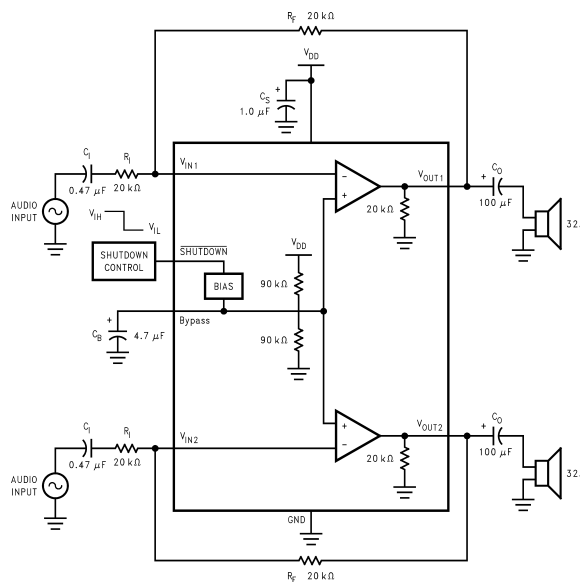 R_F 20 kΩ
V_DD
C_S
+
1.0 μF
C_I
R_I
V_IN1
0.47 μF 20 kΩ
−
+
V_OUT1
+
C_O
100 μF
20 kΩ
AUDIO
INPUT
V_IH
V_IL
32
SHUTDOWN
CONTROL
SHUTDOWN
V_DD
BIAS
90 kΩ
Bypass
+
C_B
4.7 μF
90 kΩ
C_I
R_I
V_IN2
0.47 μF 20 kΩ
+
−
V_OUT2
+
C_O
100 μF
20 kΩ
AUDIO
INPUT
32
GND
R_F 20 kΩ